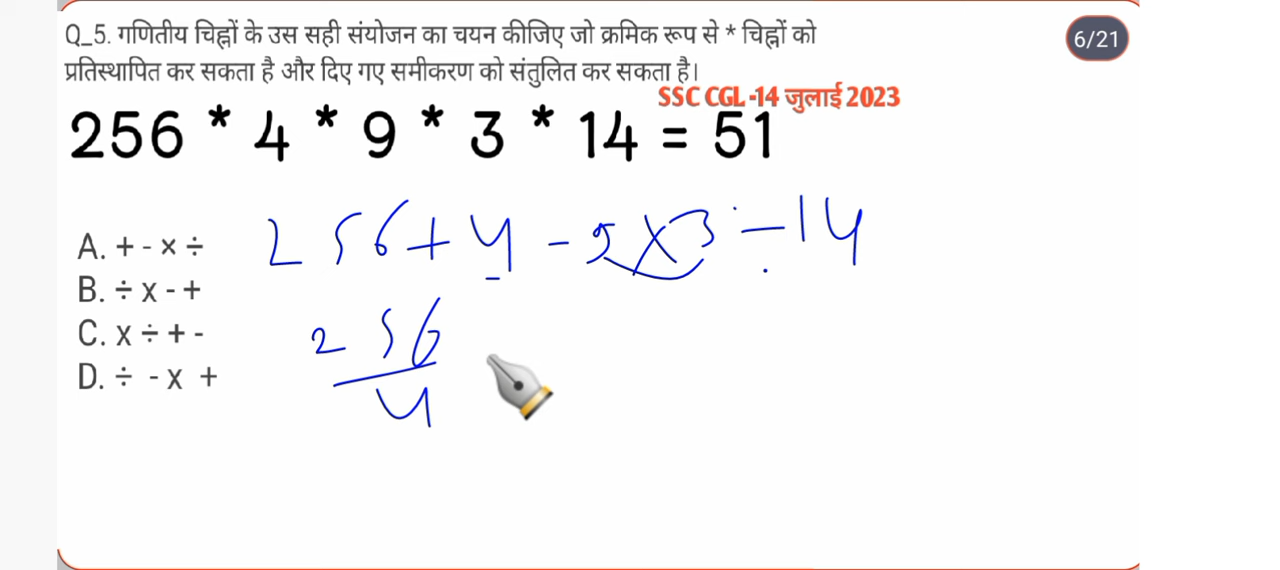 Q_5. गणितीय चिह्नों के उस सही संयोजन का चयन कीजिए जो क्रमिक रूप से * चिह्नों को
6/21
प्रतिस्थापित कर सकता है और दिए गए समीकरण को संतुलित कर सकता है।
SSC CGL -14 जुलाई 2023
256 * 4 * 9 * 3 * 14 = 51
A. + - x ÷
256 + 4 - 9 x 3 ÷ 14
B. ÷ x - +
C. x ÷ + -
256
D. ÷ - x +
4